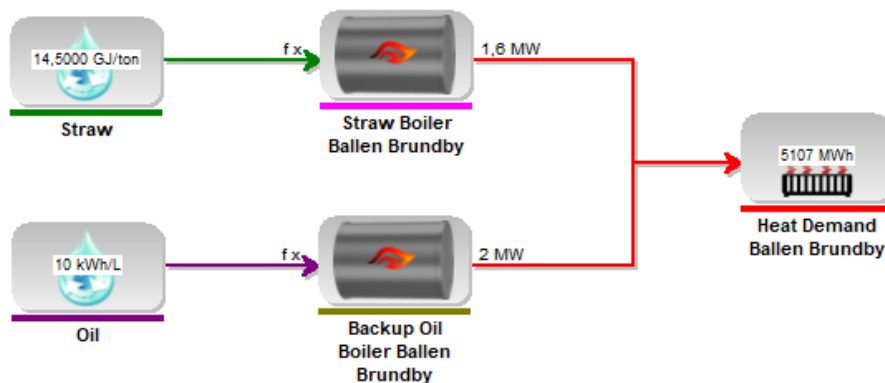 14,5000 GJ/ton
Straw
f x
1,6 MW
Straw Boiler
Ballen Brundby
5107 MWh
Heat Demand
Ballen Brundby
10 kWh/L
Oil
f x
2 MW
Backup Oil
Boiler Ballen
Brundby